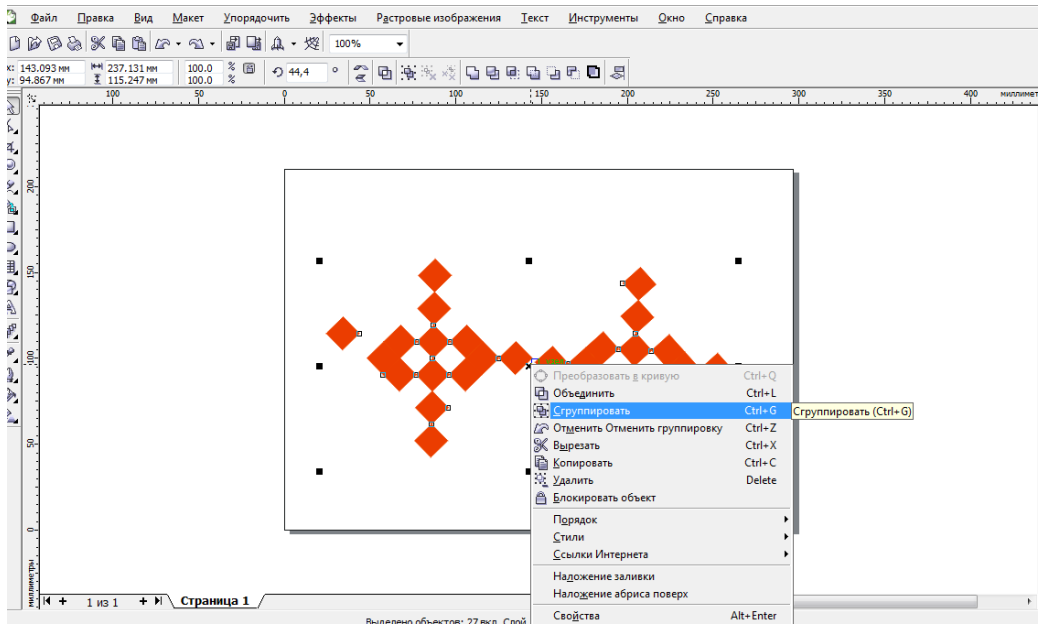 Файл Правка Вид Макет Упорядочить Эффекты Растровые изображения Текст Инструменты Окно Справка
100%
x: 143.093 мм 237.131 мм 100.0 % 44,4 °
y: 94.867 мм 115.247 мм 100.0 %
100 50 0 50 100 150 200 250 300 350 400 миллимет
200
150
100
50
0
миллиметры
Преобразовать в кривую Ctrl+Q
Объединить Ctrl+L
Сгруппировать Ctrl+G Сгруппировать (Ctrl+G)
Отменить Отменить группировку Ctrl+Z
Вырезать Ctrl+X
Копировать Ctrl+C
Удалить Delete
Блокировать объект
Порядок
Стили
Ссылки Интернета
Наложение заливки
Наложение абриса поверх
Свойства Alt+Enter
1 из 1 Страница 1
Выделено объектов: 27 вкл. Слой